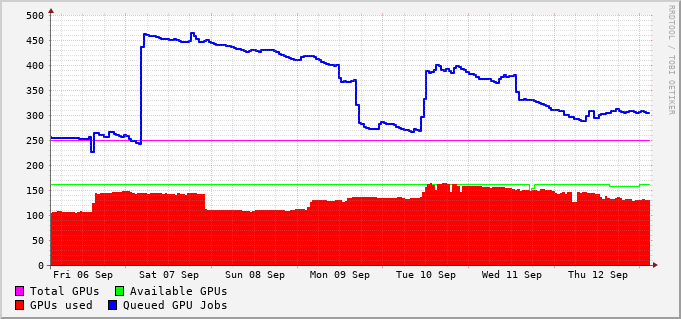 500
450
400
350
300
250
200
150
100
50
0
Fri 06 Sep Sat 07 Sep Sun 08 Sep Mon 09 Sep Tue 10 Sep Wed 11 Sep Thu 12 Sep
Total GPUs Available GPUs
GPUs used Queued GPU Jobs
RRDTOOL / TOBI OETIKER